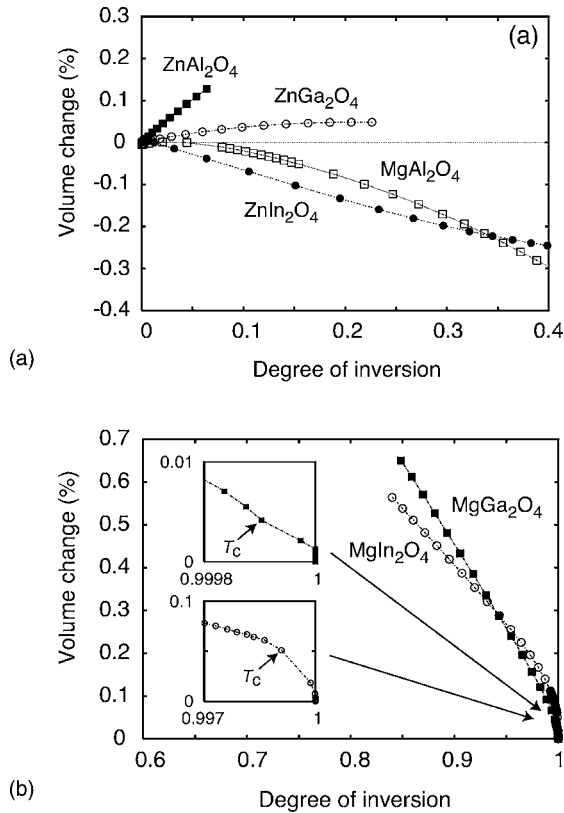 (a)
0.3
0.2
0.1
0
-0.1
-0.2
-0.3
-0.4
Volume change (%)
ZnAl2O4
ZnGa2O4
MgAl2O4
ZnIn2O4
0 0.1 0.2 0.3 0.4
Degree of inversion
(a)
0.7
0.6
0.5
0.4
0.3
0.2
0.1
0
Volume change (%)
0.01
0
TC
0.9998 1
0.1
0
TC
0.997 1
MgGa2O4
MgIn2O4
0.6 0.7 0.8 0.9 1
Degree of inversion
(b)